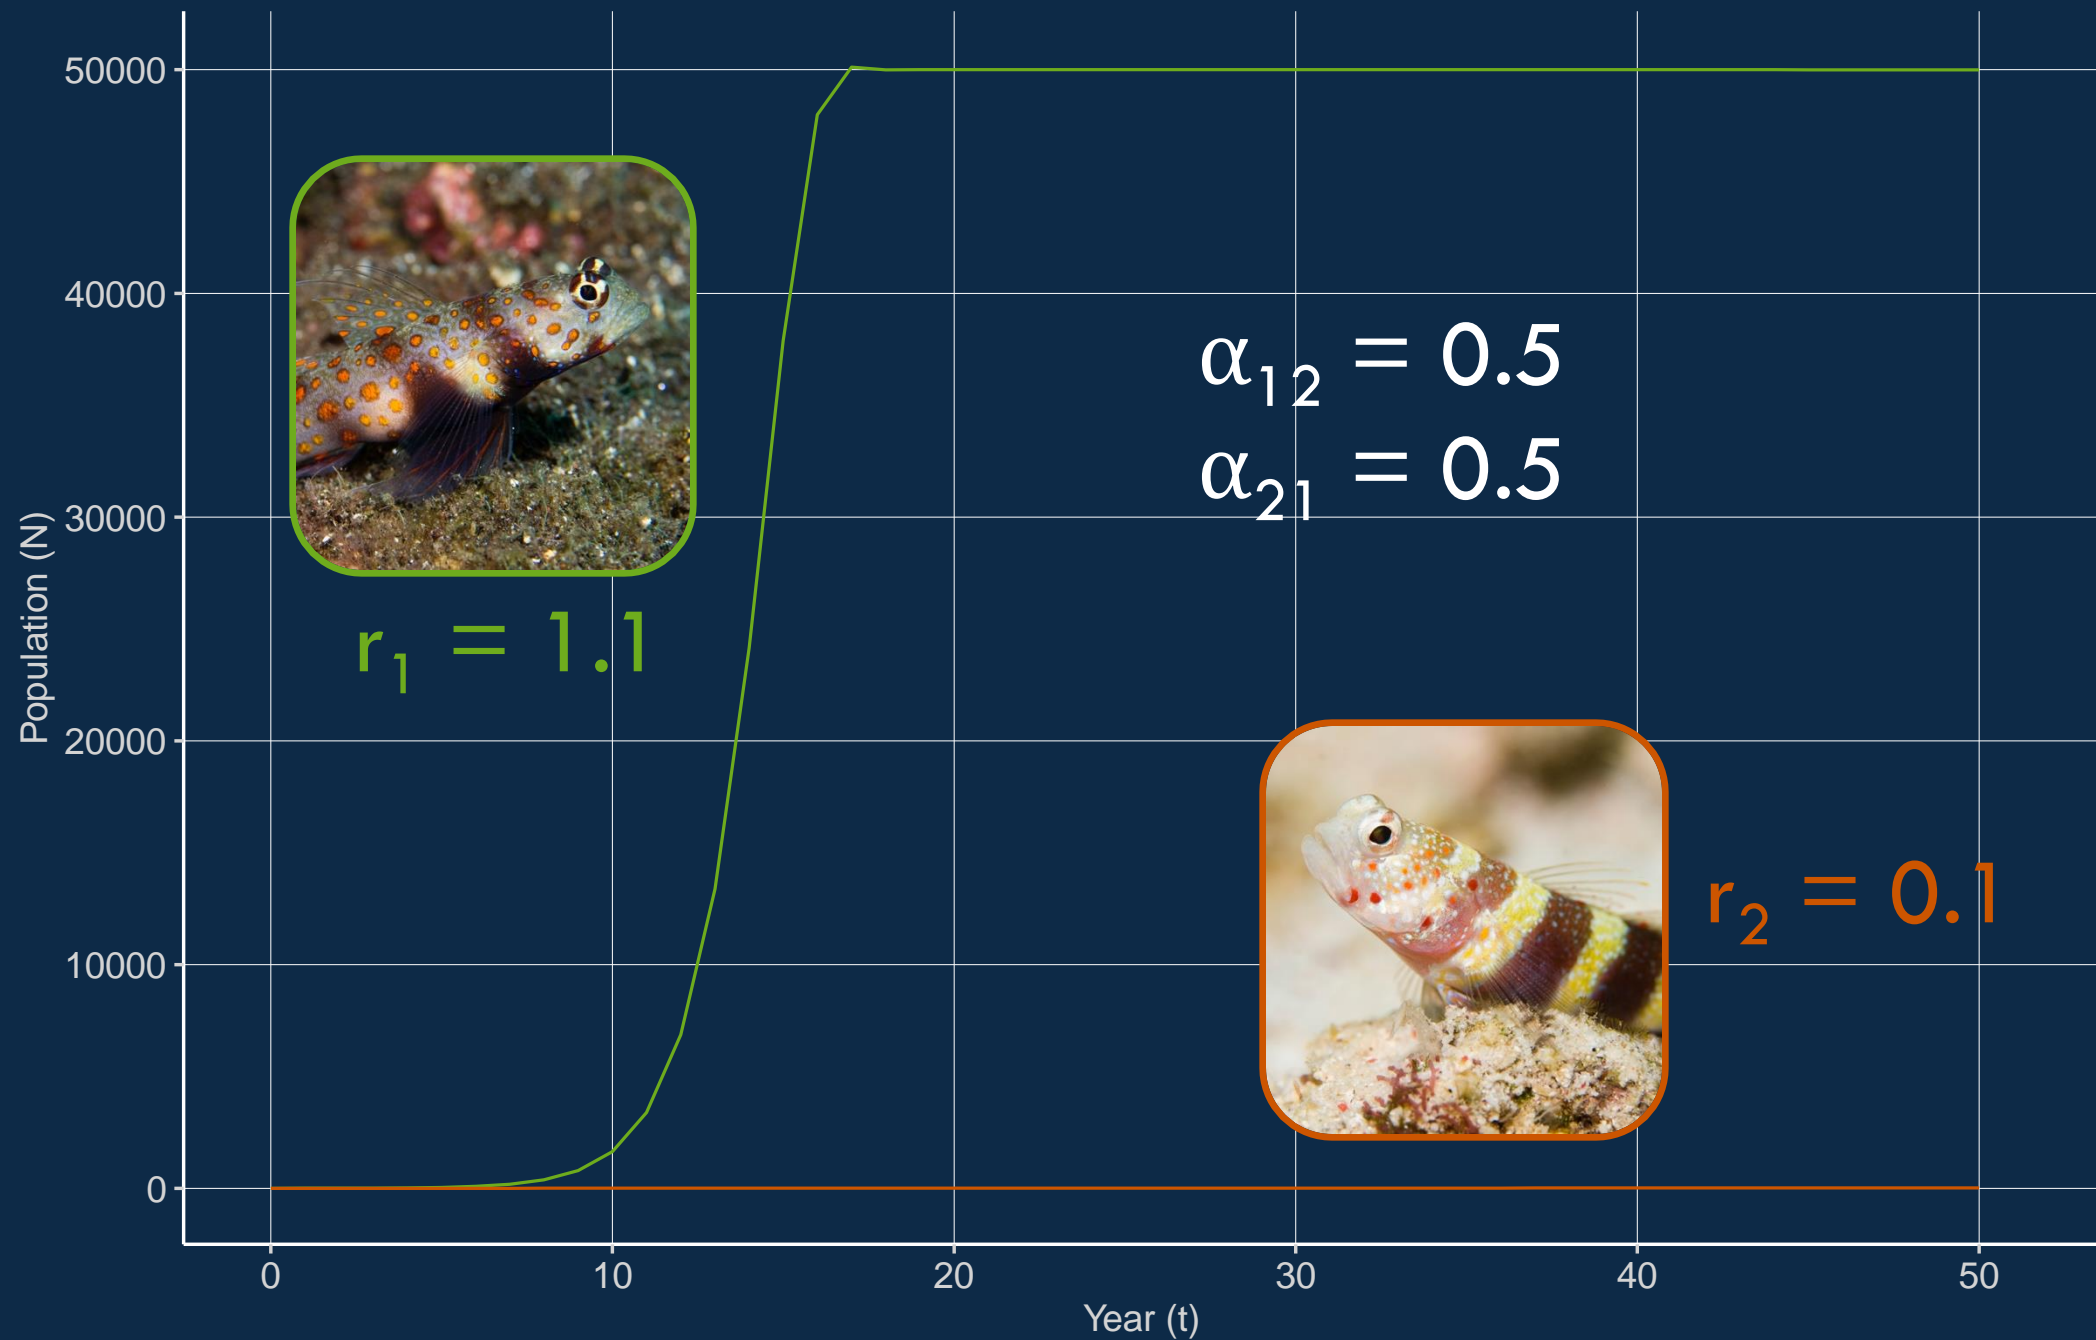 50000
40000
α12 = 0.5
α21 = 0.5
30000
r1 = 1.1
Population (N)
20000
r2 = 0.1
10000
0
0 10 20 30 40 50
Year (t)